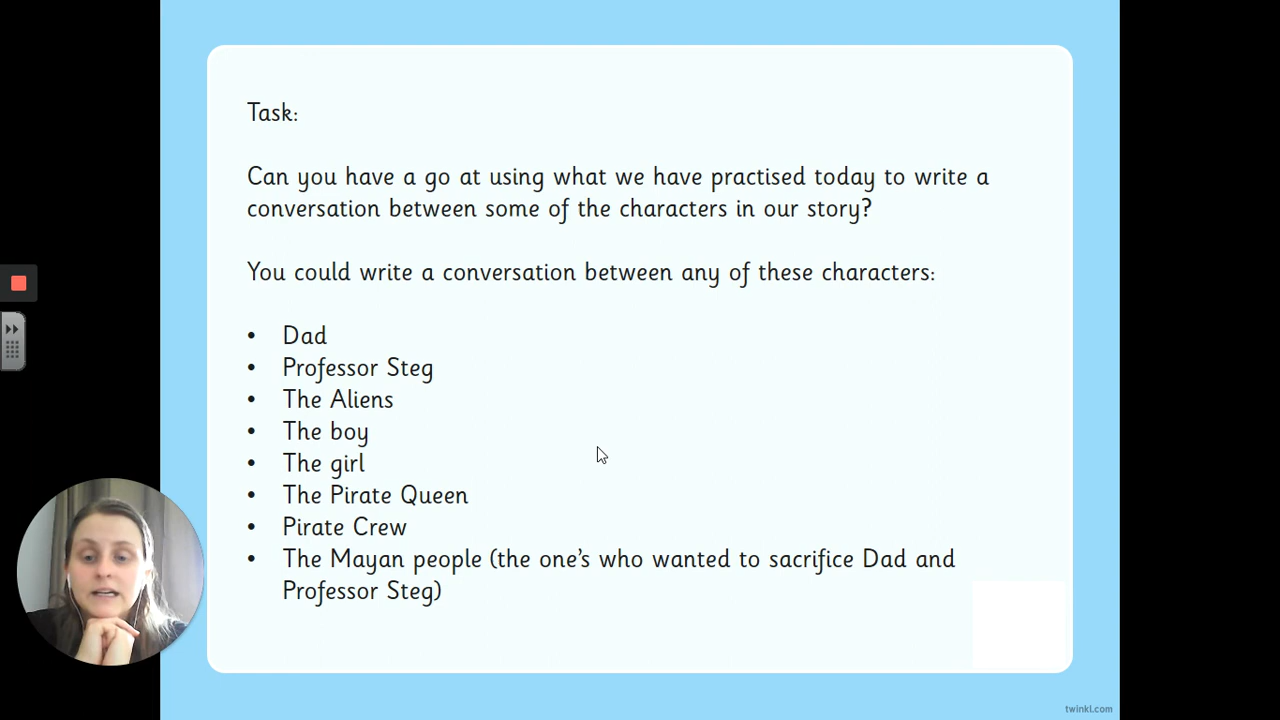 Task:
Can you have a go at using what we have practised today to write a
conversation between some of the characters in our story?
You could write a conversation between any of these characters:
• Dad
• Professor Steg
• The Aliens
• The boy
• The girl
• The Pirate Queen
• Pirate Crew
• The Mayan people (the one's who wanted to sacrifice Dad and
Professor Steg)
twinkl.com